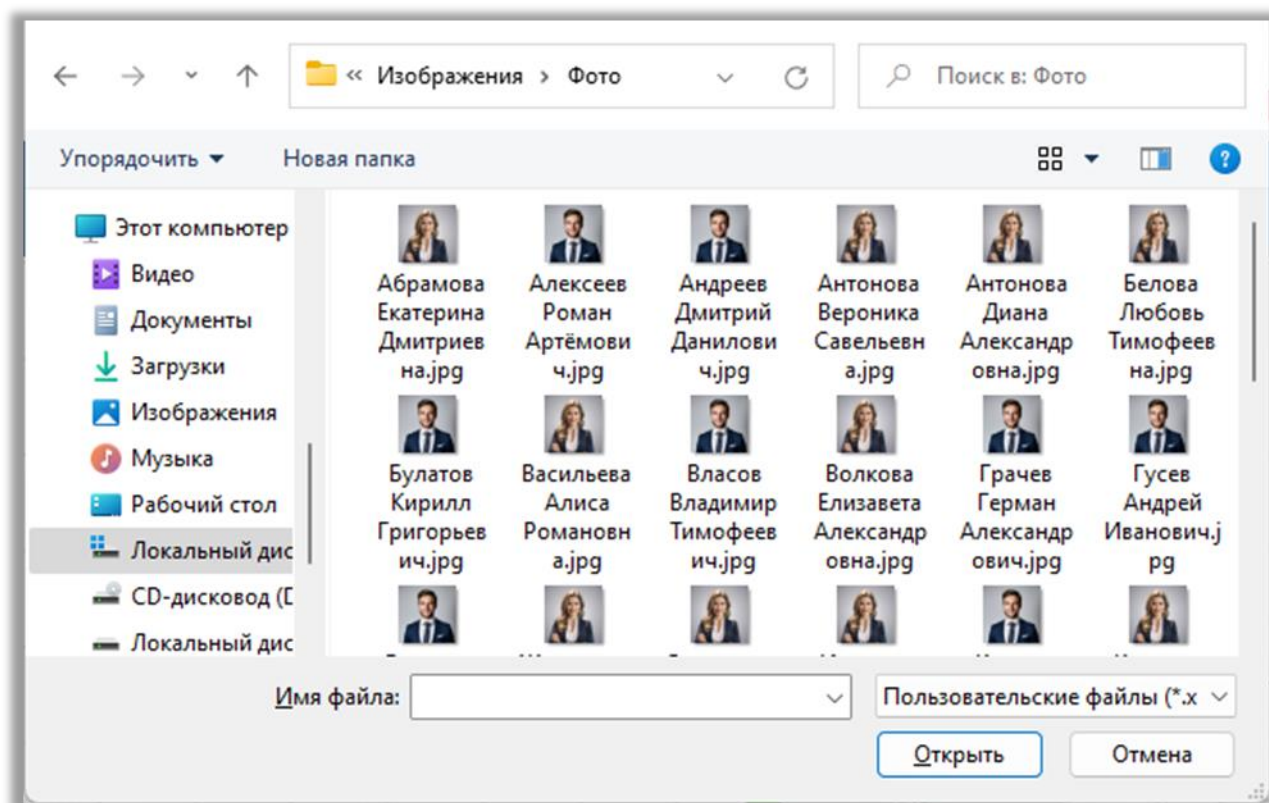 « Изображения › Фото
Поиск в: Фото
Упорядочить
Новая папка
?
Этот компьютер
Видео
Документы
Загрузки
Изображения
Музыка
Рабочий стол
Локальный дис
CD-дисковод (D
Локальный дис
Абрамова
Екатерина
Дмитриев
на.jpg
Алексеев
Роман
Артёмови
ч.jpg
Андреев
Дмитрий
Данилови
ч.jpg
Антонова
Вероника
Савельевн
а.jpg
Антонова
Диана
Александр
овна.jpg
Белова
Любовь
Тимофеев
на.jpg
Булатов
Кирилл
Григорьев
ич.jpg
Васильева
Алиса
Романовн
а.jpg
Власов
Владимир
Тимофеев
ич.jpg
Волкова
Елизавета
Александр
овна.jpg
Грачев
Герман
Александр
ович.jpg
Гусев
Андрей
Иванович.j
pg
Имя файла:
Пользовательские файлы (*.x
Открыть
Отмена